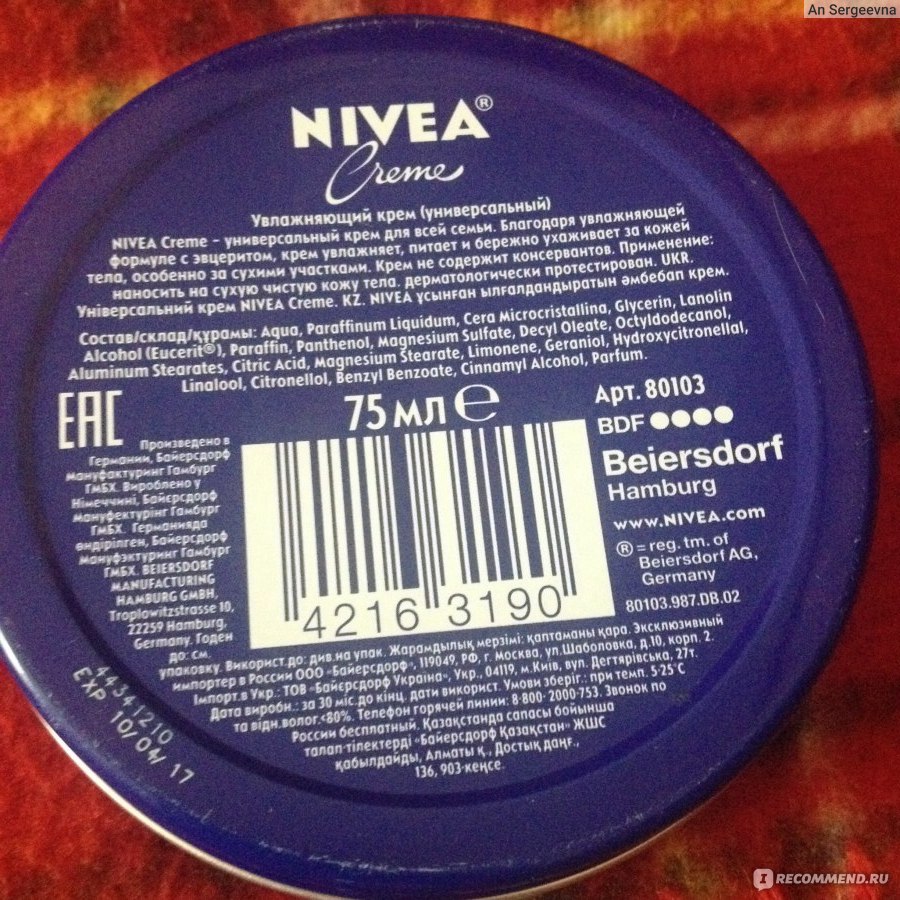 An Sergeevna
NIVEA®
Creme
Увлажняющий крем (универсальный)
NIVEA Creme – универсальный крем для всей семьи. Благодаря увлажняющей
формуле с эвцеритом, крем увлажняет, питает и бережно ухаживает за кожей
тела, особенно за сухими участками. Крем не содержит консервантов. Применение:
наносить на сухую чистую кожу тела. дерматологически протестирован. UKR.
Універсальний крем NIVEA Creme. KZ. NIVEA ұсынған ылғалдандыратын әмбебап крем.
Состав/склад/құрамы: Aqua, Paraffinum Liquidum, Cera Microcristallina, Glycerin, Lanolin
Alcohol (Eucerit®), Paraffin, Panthenol, Magnesium Sulfate, Decyl Oleate, Octyldodecanol,
Aluminum Stearates, Citric Acid, Magnesium Stearate, Limonene, Geraniol, Hydroxycitronellal,
Linalool, Citronellol, Benzyl Benzoate, Cinnamyl Alcohol, Parfum.
EAC
75 мл e
Арт. 80103
BDF ●●●●
Beiersdorf
Hamburg
www.NIVEA.com
® = reg. tm. of
Beiersdorf AG,
Germany
80103.987.DB.02
Произведено в
Германии, Байерсдорф
мануфактуринг Гамбург
ГМБХ. Вироблено у
Німеччині, Байєрсдорф
мануфектурінг Гамбург
ГМБХ. Германияда
өндірілген, Байерсдорф
мануфэктуринг Гамбург
ГМБХ. BEIERSDORF
MANUFACTURING
HAMBURG GMBH,
Troplowitzstrasse 10,
22259 Hamburg,
Germany. Годен
до: см.
4216 3190
упаковку. Використ.до: див.на упак. Жарамдылық мерзімі: қаптаманы қара. Эксклюзивный
импортер в России ООО «Байерсдорф», 119049, РФ, г. Москва, ул.Шаболовка, д.10, корп. 2.
Імпорт.в Укр.: ТОВ «Байєрсдорф Україна», Укр., 04119, м.Київ, вул. Дегтярівська, 27т.
Дата вироби.: за 30 міс.до кінц. дати використ. Умови зберіг.: при темп. 5-25°C
та відн.волог.<80%. Телефон горячей линии: 8-800-2000-753. Звонок по
России бесплатный. Қазақстанда сапасы бойынша
талап-тілектерді «Байерсдорф Қазақстан» ЖШС
қабылдайды, Алматы қ., Достық даңғ.,
136, 903-кеңсе.
44341210
EXP 10/04/ 17
IRECOMMEND.RU